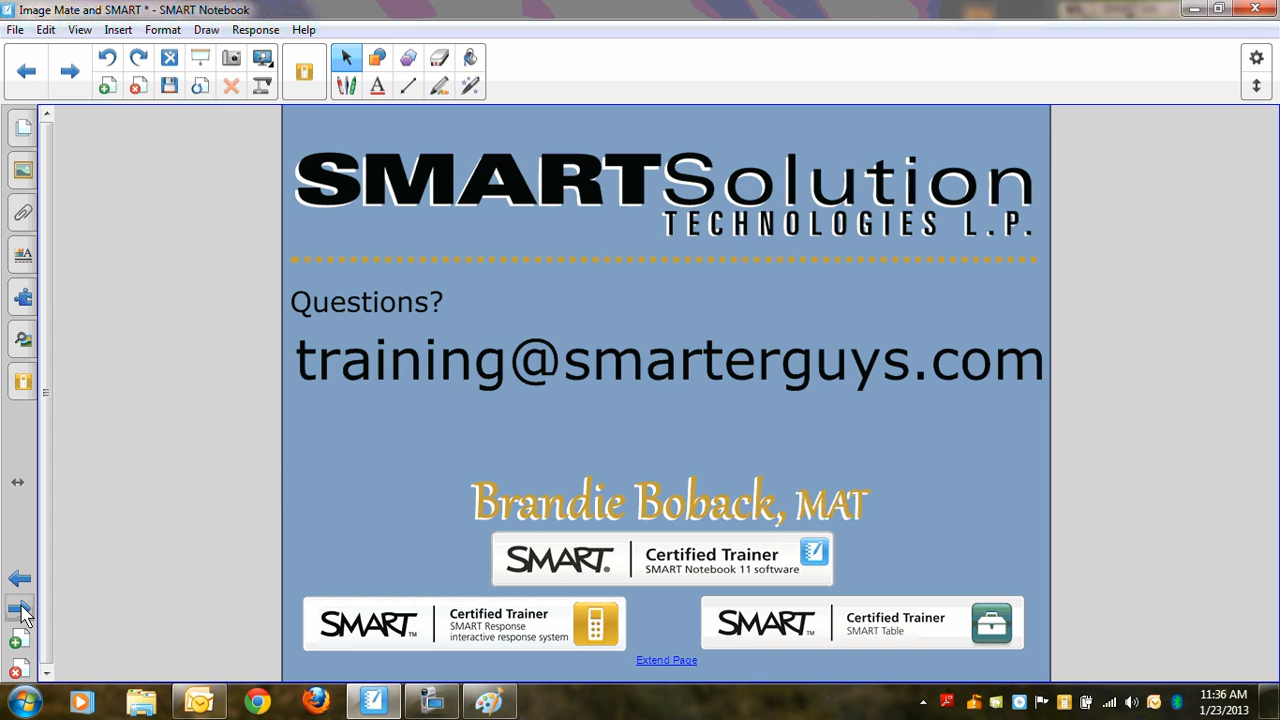 Image Mate and SMART * - SMART Notebook
File Edit View Insert Format Draw Response Help
SMARTSolution
TECHNOLOGIES L.P.
Questions?
training@smarterguys.com
Brandie Boback, MAT
SMART® Certified Trainer
SMART Notebook 11 software
SMART™ Certified Trainer
SMART Response
interactive response system
SMART™ Certified Trainer
SMART Table
Extend Page
11:36 AM
1/23/2013